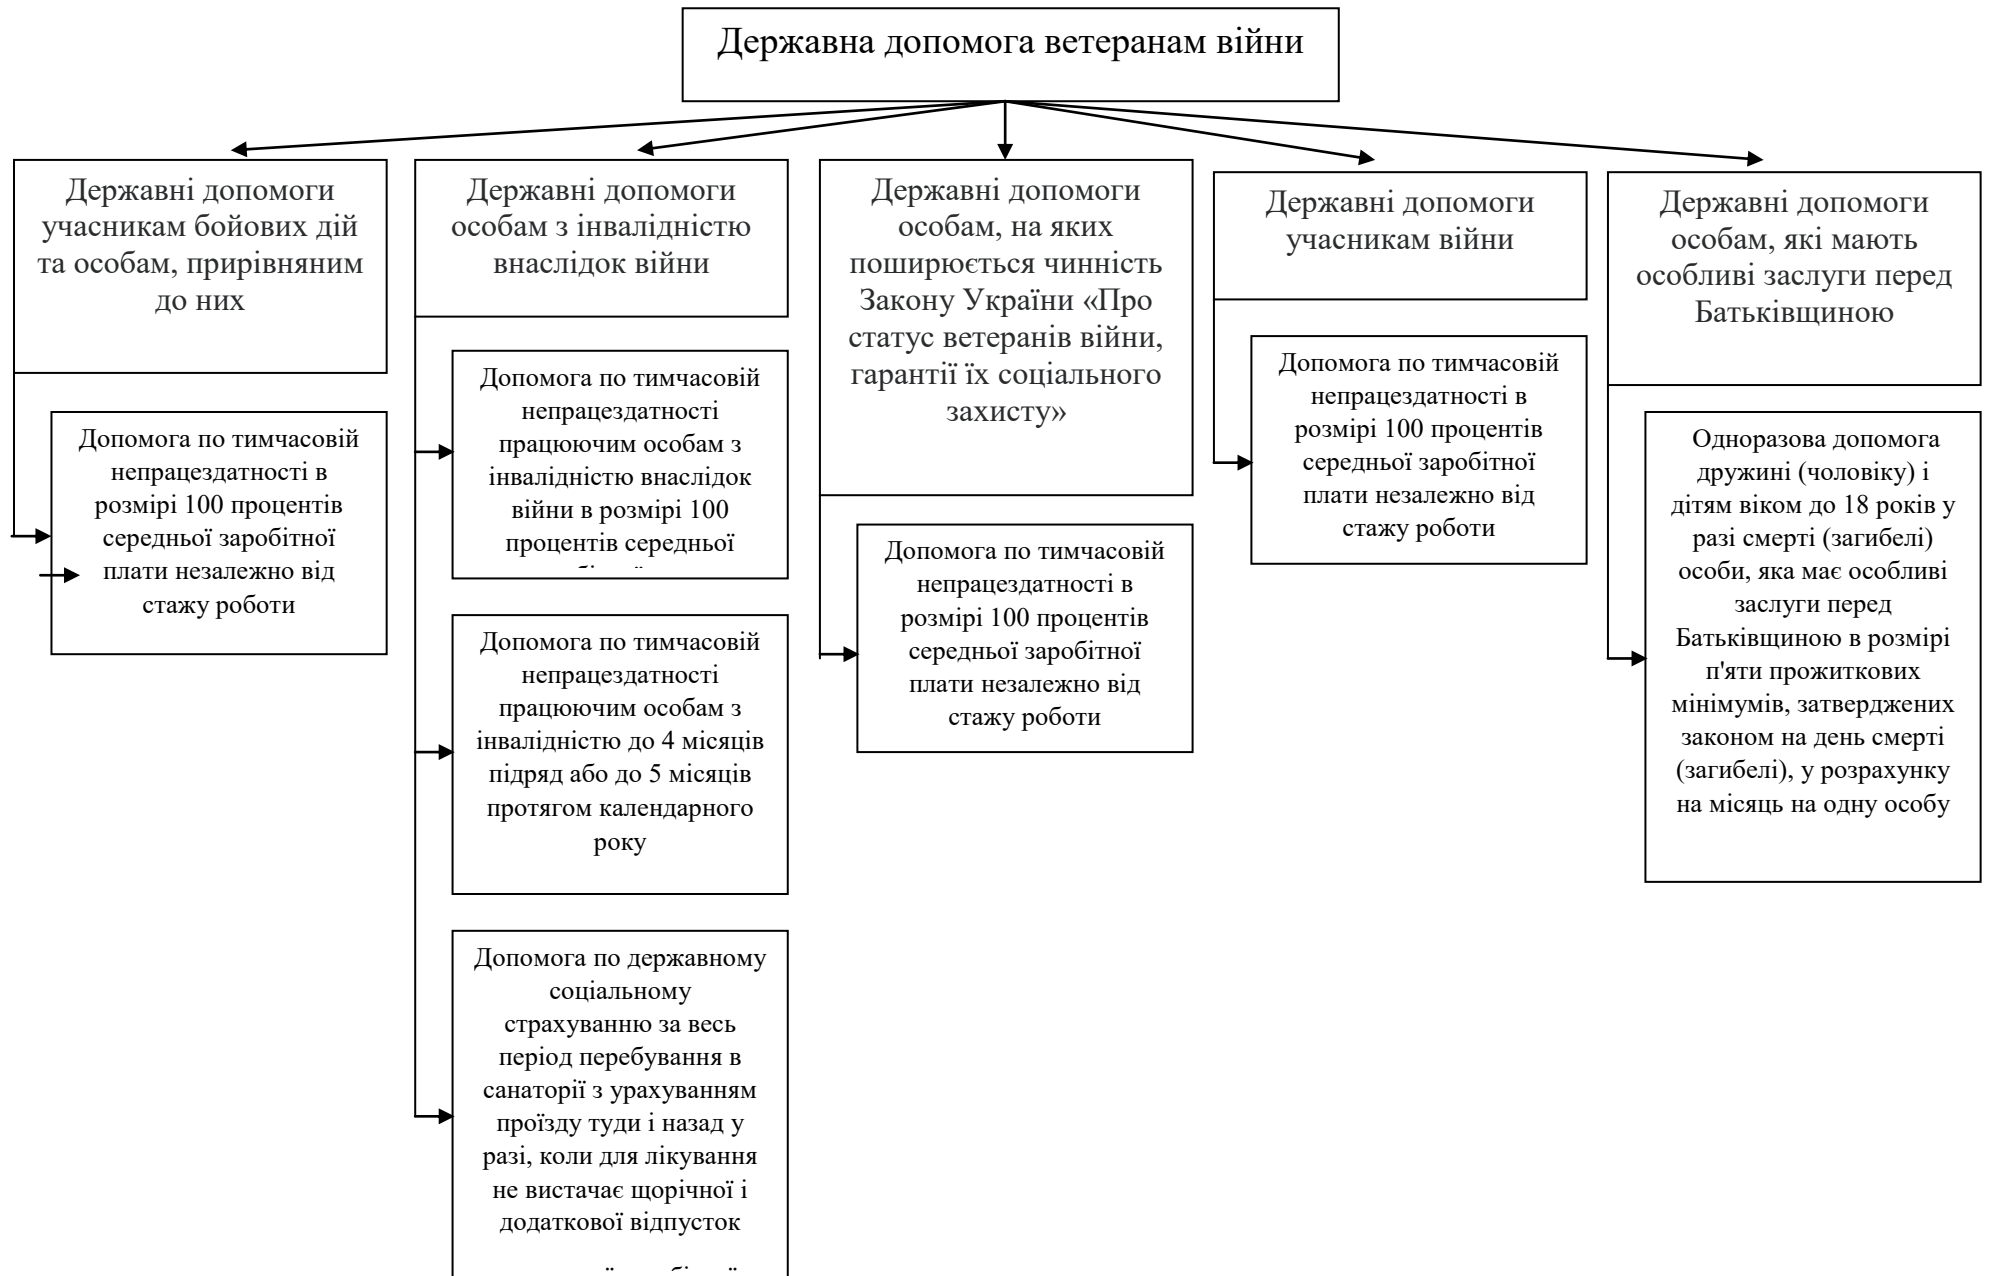 Державна допомога ветеранам війни
Державні допомоги
учасникам бойових дій
та особам, прирівняним
до них
Допомога по тимчасовій
непрацездатності в
розмірі 100 процентів
середньої заробітної
плати незалежно від
стажу роботи
Державні допомоги
особам з інвалідністю
внаслідок війни
Допомога по тимчасовій
непрацездатності
працюючим особам з
інвалідністю внаслідок
війни в розмірі 100
процентів середньої
Допомога по тимчасовій
непрацездатності
працюючим особам з
інвалідністю до 4 місяців
підряд або до 5 місяців
протягом календарного
року
Допомога по державному
соціальному
страхуванню за весь
період перебування в
санаторії з урахуванням
проїзду туди і назад у
разі, коли для лікування
не вистачає щорічної і
додаткової відпусток
Державні допомоги
особам, на яких
поширюється чинність
Закону України «Про
статус ветеранів війни,
гарантії їх соціального
захисту»
Допомога по тимчасовій
непрацездатності в
розмірі 100 процентів
середньої заробітної
плати незалежно від
стажу роботи
Державні допомоги
учасникам війни
Допомога по тимчасовій
непрацездатності в
розмірі 100 процентів
середньої заробітної
плати незалежно від
стажу роботи
Державні допомоги
особам, які мають
особливі заслуги перед
Батьківщиною
Одноразова допомога
дружині (чоловіку) і
дітям віком до 18 років у
разі смерті (загибелі)
особи, яка має особливі
заслуги перед
Батьківщиною в розмірі
п'яти прожиткових
мінімумів, затверджених
законом на день смерті
(загибелі), у розрахунку
на місяць на одну особу